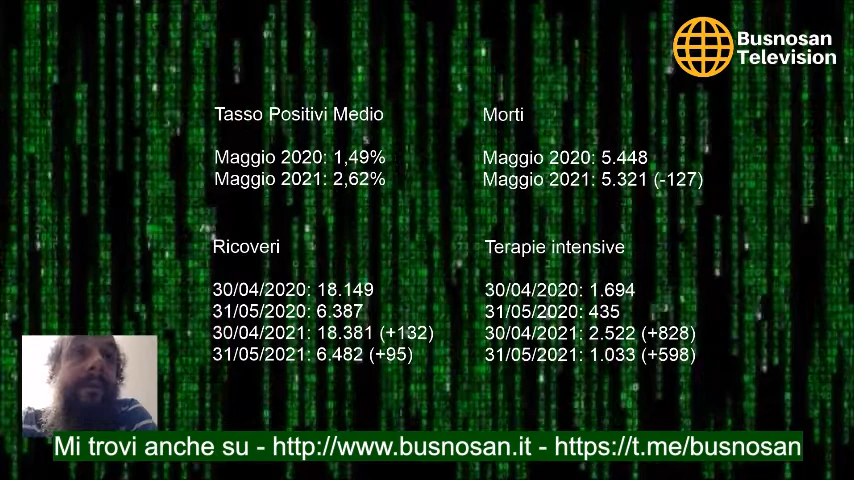 Busnosan
Television
Tasso Positivi Medio
Maggio 2020: 1,49%
Maggio 2021: 2,62%
Morti
Maggio 2020: 5.448
Maggio 2021: 5.321 (-127)
Ricoveri
30/04/2020: 18.149
31/05/2020: 6.387
30/04/2021: 18.381 (+132)
31/05/2021: 6.482 (+95)
Terapie intensive
30/04/2020: 1.694
31/05/2020: 435
30/04/2021: 2.522 (+828)
31/05/2021: 1.033 (+598)
Mi trovi anche su - http://www.busnosan.it - https://t.me/busnosan